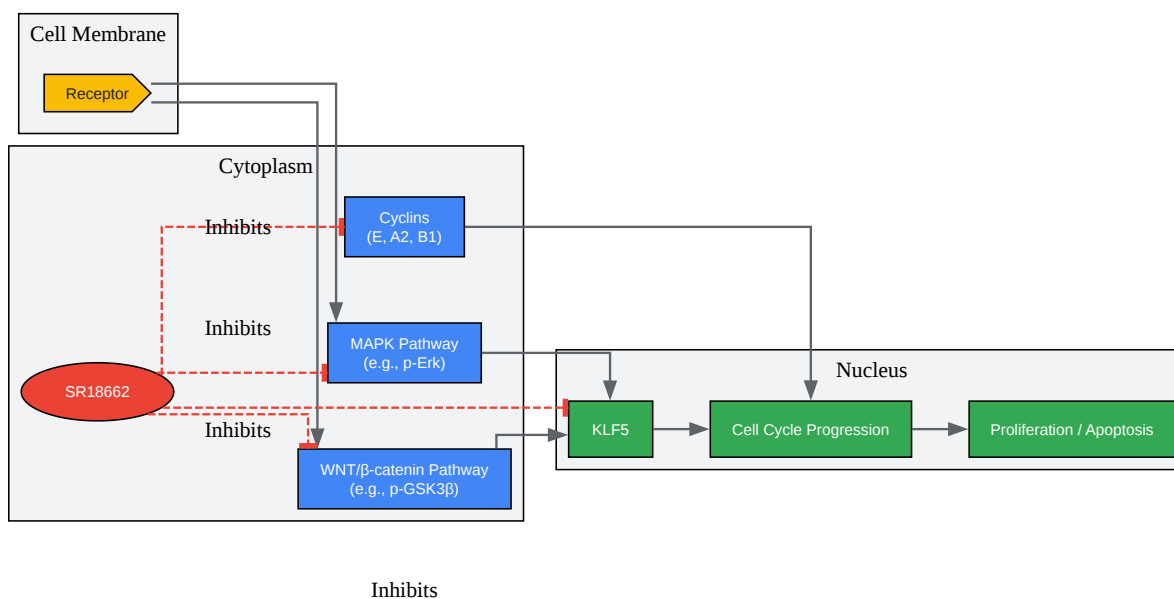 Cell Membrane
Receptor
Cytoplasm
Cyclins
(E, A2, B1)
Inhibits
Inhibits
MAPK Pathway
(e.g., p-Erk)
Nucleus
SR18662
Inhibits
KLF5
Cell Cycle Progression
Proliferation / Apoptosis
WNT/β-catenin Pathway
(e.g., p-GSK3β)
Inhibits